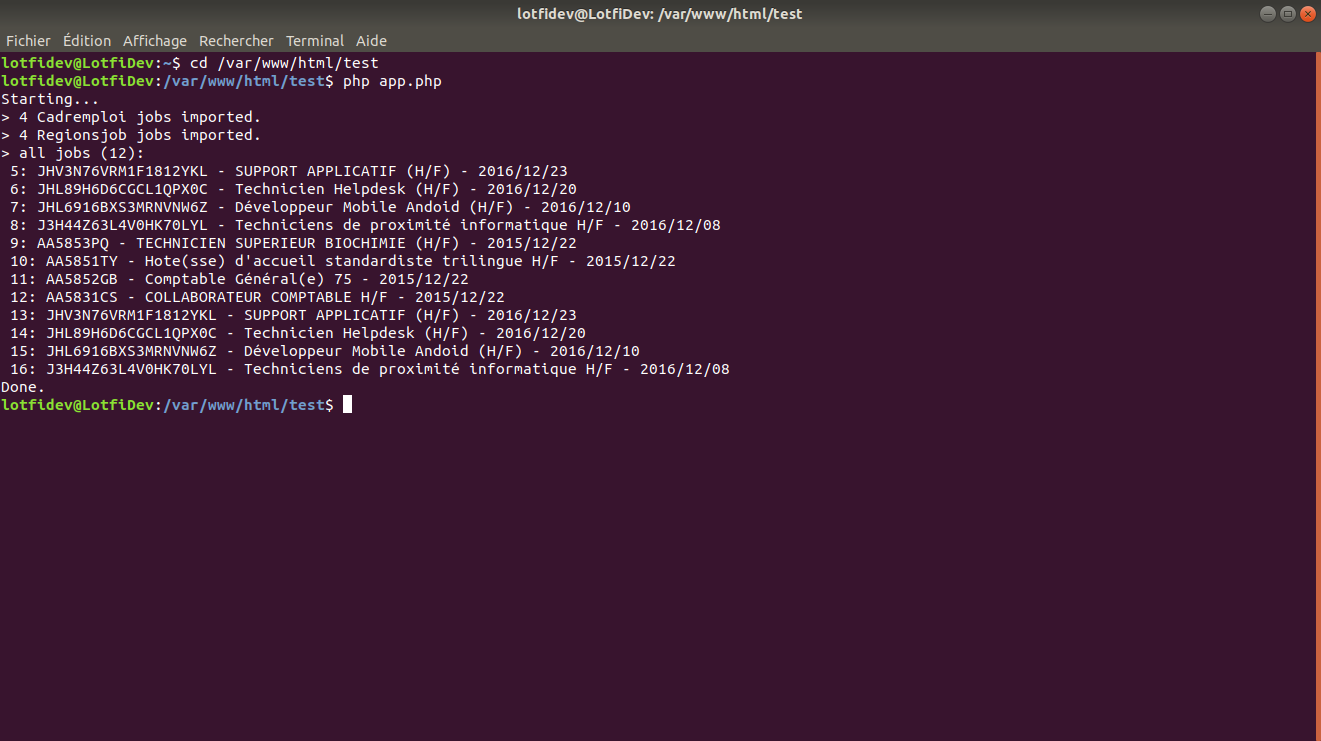 lotfidev@LotfiDev: /var/www/html/test
Fichier Édition Affichage Rechercher Terminal Aide
lotfidev@LotfiDev:~$ cd /var/www/html/test
lotfidev@LotfiDev:/var/www/html/test$ php app.php
Starting...
> 4 Cadremploi jobs imported.
> 4 Regionsjob jobs imported.
> all jobs (12):
5: JHV3N76VRM1F1812YKL - SUPPORT APPLICATIF (H/F) - 2016/12/23
6: JHL89H6D6CGCL1QPX0C - Technicien Helpdesk (H/F) - 2016/12/20
7: JHL6916BXS3MRNVNW6Z - Développeur Mobile Andoid (H/F) - 2016/12/10
8: J3H44Z63L4V0HK70LYL - Techniciens de proximité informatique H/F - 2016/12/08
9: AA5853PQ - TECHNICIEN SUPERIEUR BIOCHIMIE (H/F) - 2015/12/22
10: AA5851TY - Hote(sse) d'accueil standardiste trilingue H/F - 2015/12/22
11: AA5852GB - Comptable Général(e) 75 - 2015/12/22
12: AA5831CS - COLLABORATEUR COMPTABLE H/F - 2015/12/22
13: JHV3N76VRM1F1812YKL - SUPPORT APPLICATIF (H/F) - 2016/12/23
14: JHL89H6D6CGCL1QPX0C - Technicien Helpdesk (H/F) - 2016/12/20
15: JHL6916BXS3MRNVNW6Z - Développeur Mobile Andoid (H/F) - 2016/12/10
16: J3H44Z63L4V0HK70LYL - Techniciens de proximité informatique H/F - 2016/12/08
Done.
lotfidev@LotfiDev:/var/www/html/test$